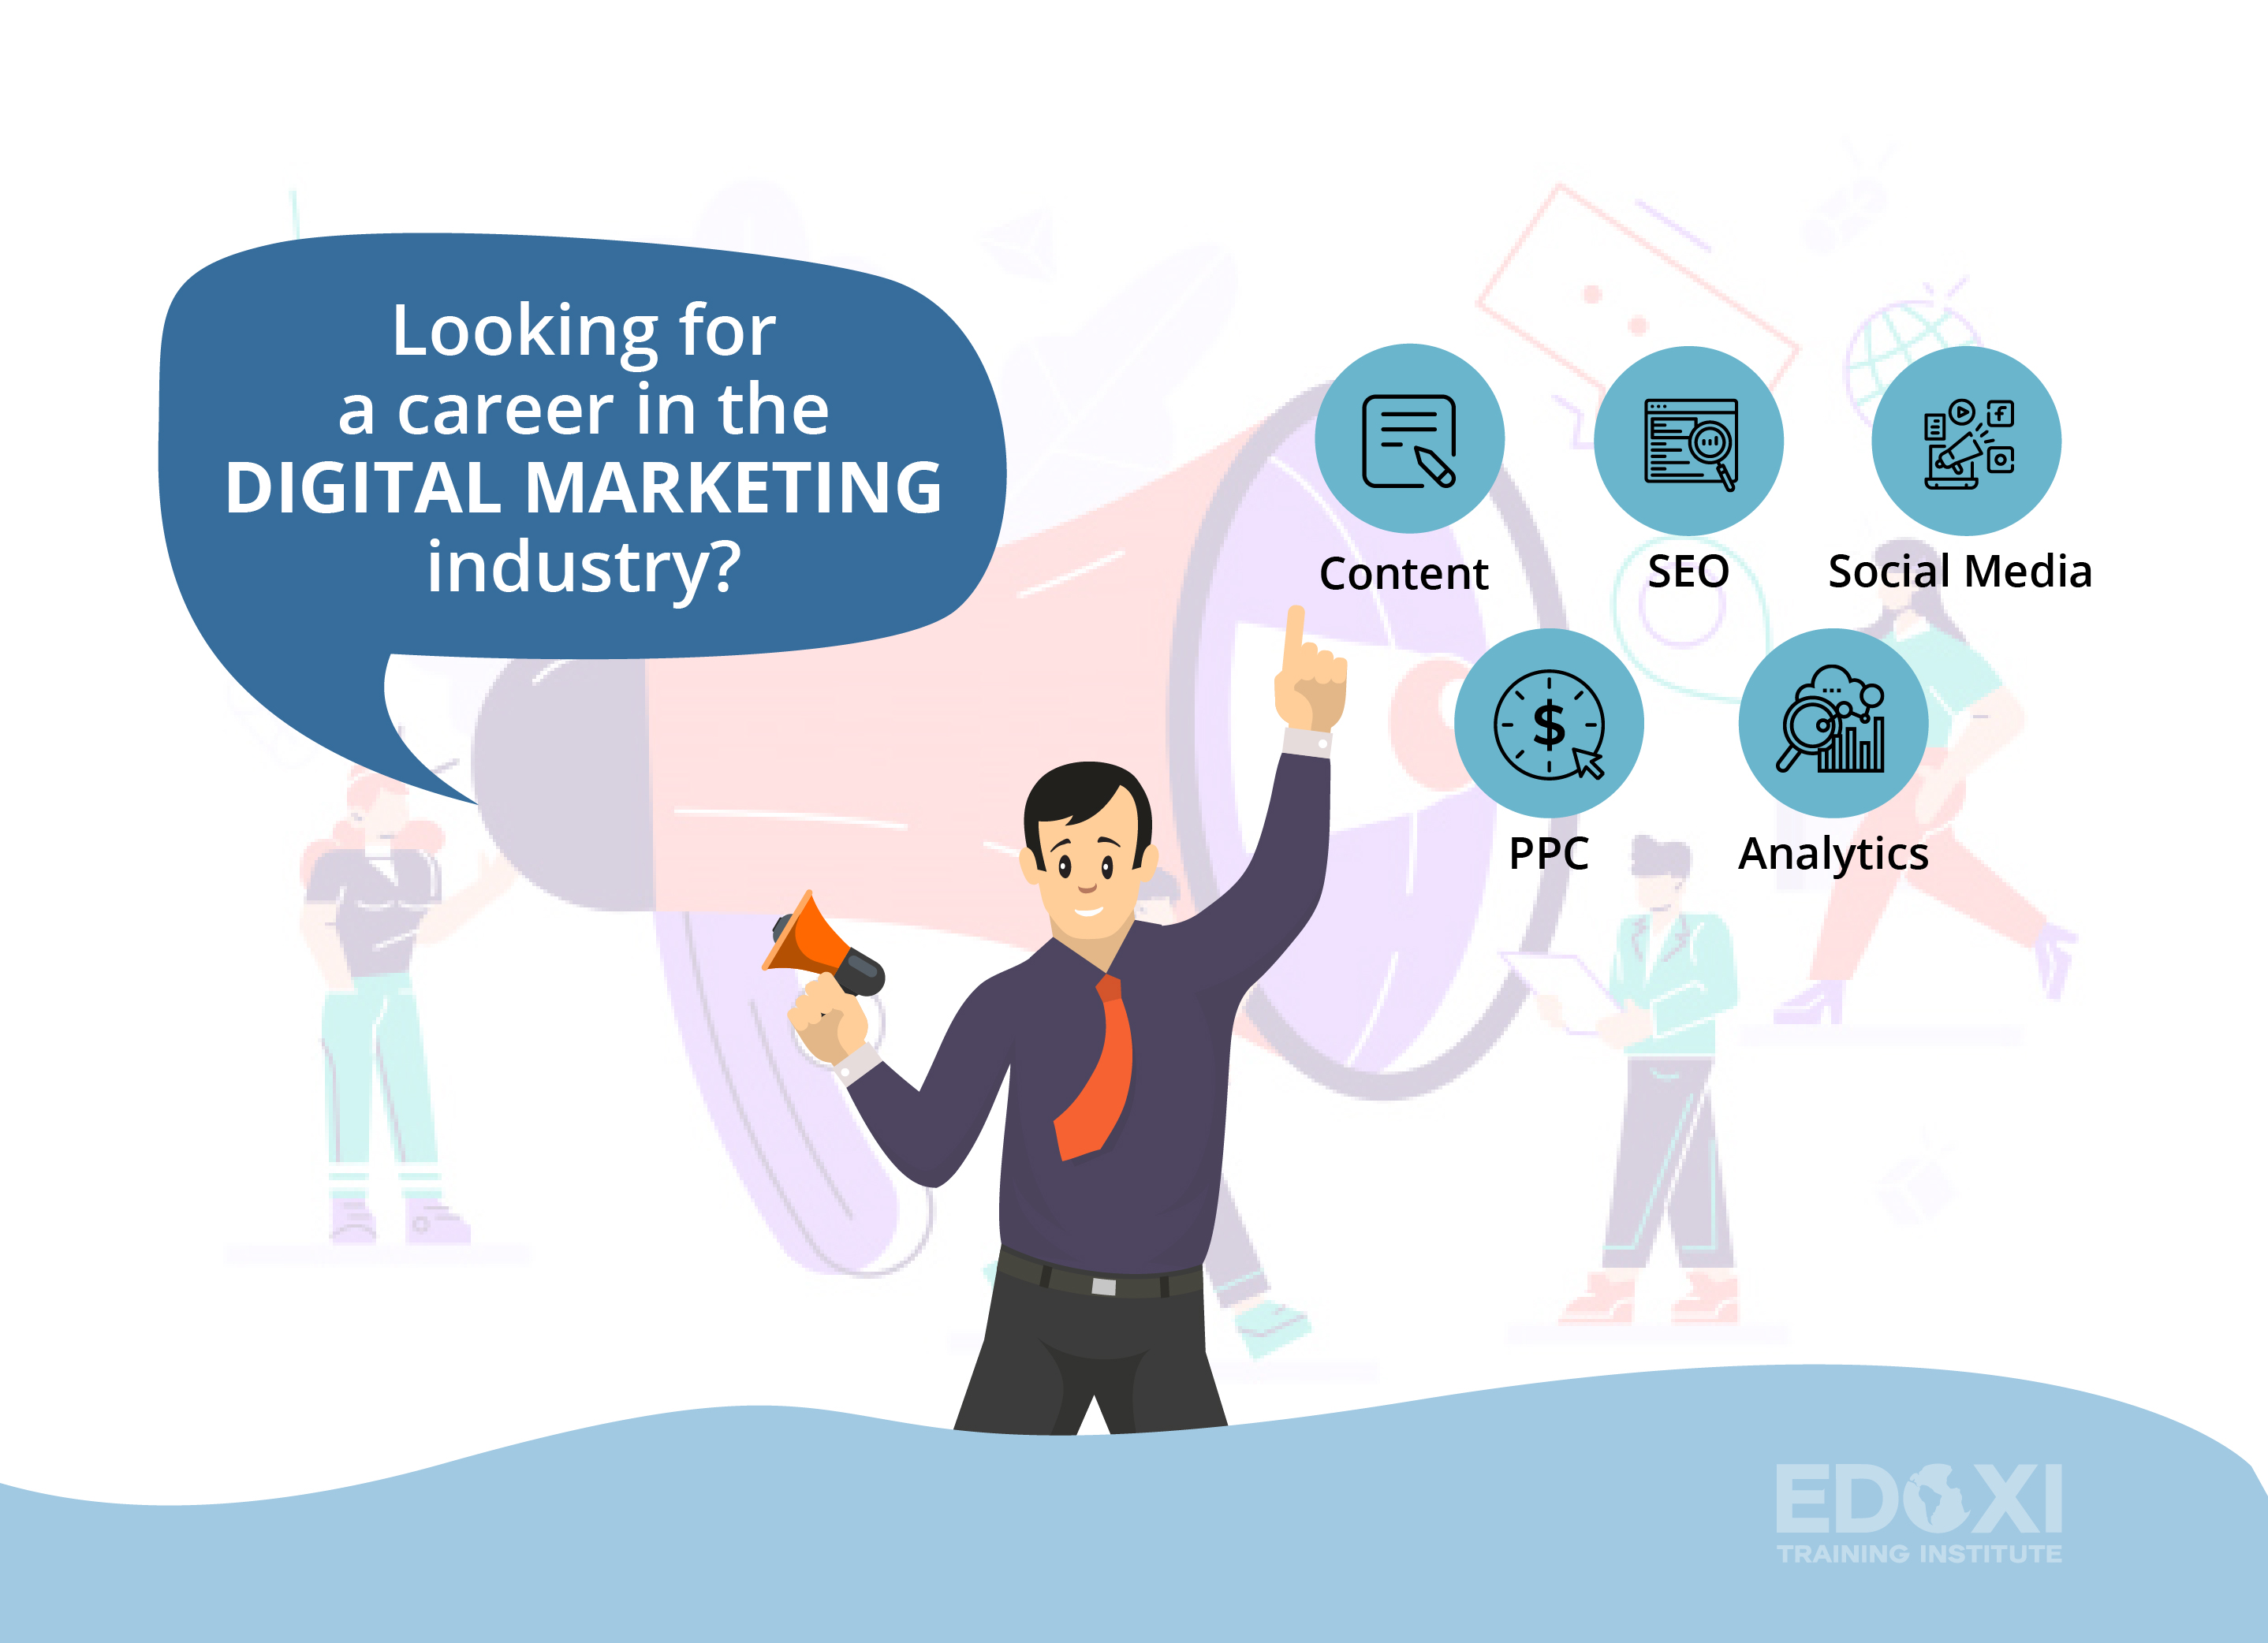 Looking for
a career in the
DIGITAL MARKETING
industry?
Content
SEO
Social Media
PPC
Analytics
EDOXI
TRAINING INSTITUTE